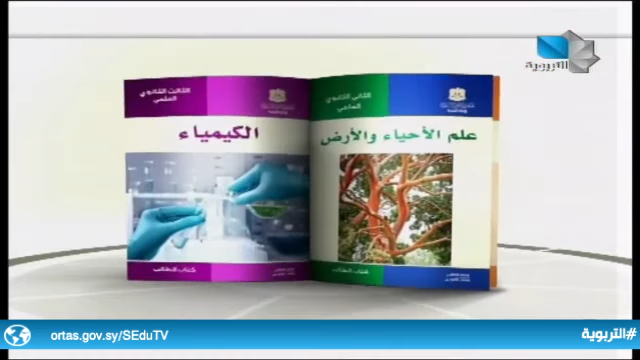 التربوية
الثالث الثانوي
العلمي
الكيمياء
كتاب الطالب
الثاني الثانوي
العلمي
علم الأحياء والأرض
كتاب الطالب
ortas.gov.sy/SEduTV
#التربوية